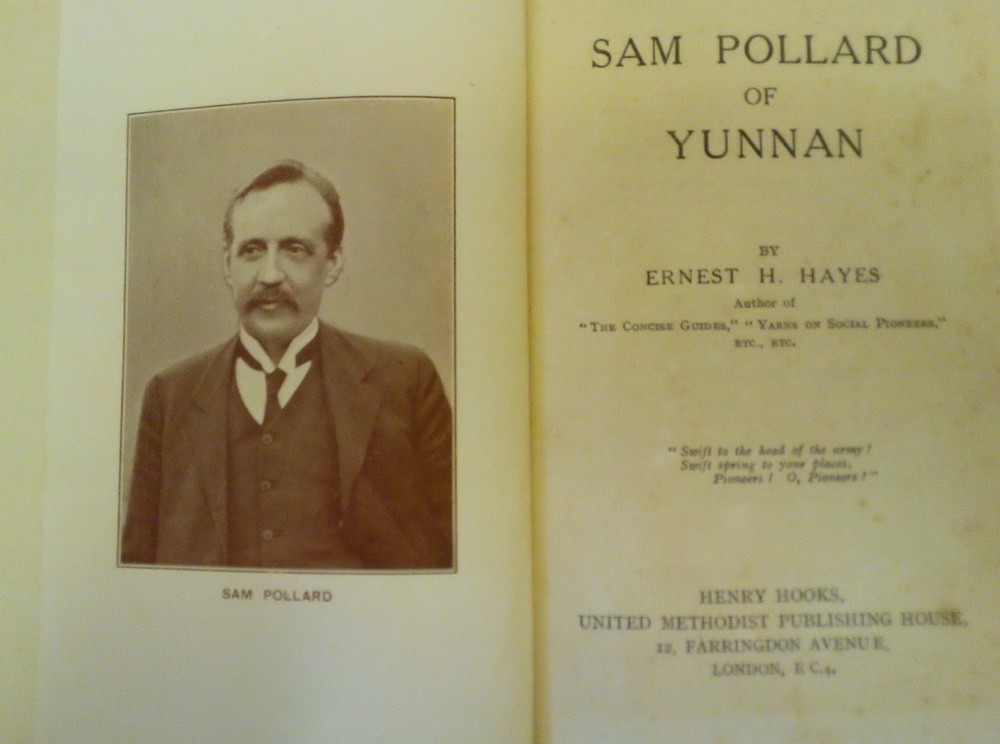 SAM POLLARD
SAM POLLARD
OF
YUNNAN
BY
ERNEST H. HAYES
Author of
"THE CONCISE GUIDES," "YARNS ON SOCIAL PIONEERS,"
ETC., ETC.
"Swift to the head of the army!
Swift spring to your places,
Pioneers! O, Pioneers!"
HENRY HOOKS,
UNITED METHODIST PUBLISHING HOUSE,
12, FARRINGDON AVENUE,
LONDON, E C.4.